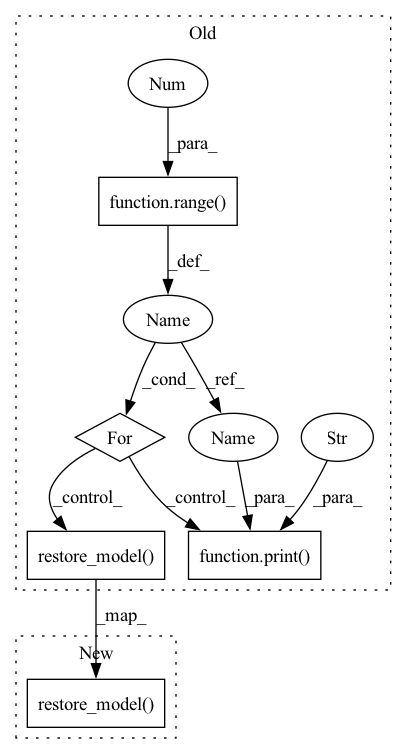 Old
Num
_para_
function.range()
_def_
Name
_cond_ _ref_
For Name Str
_control_ _control_ _para_ _para_
restore_model() function.print()
_map_
New
restore_model()